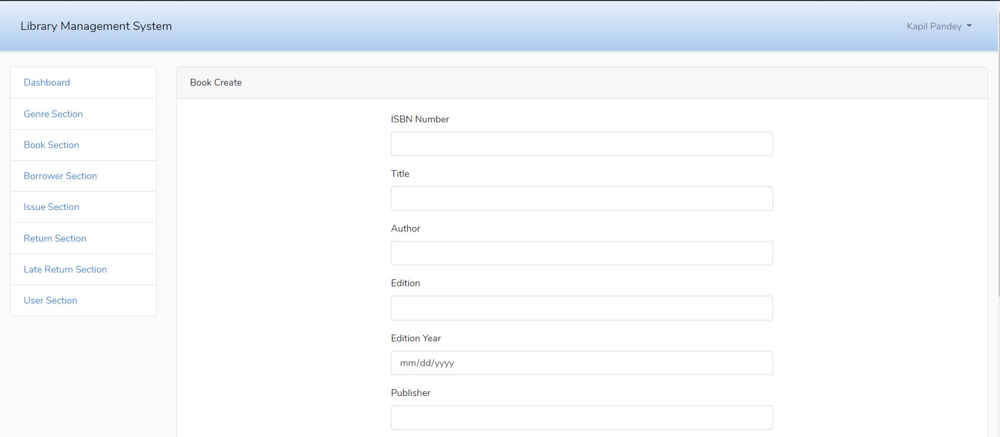 Library Management System
Kapil Pandey
Dashboard
Genre Section
Book Section
Borrower Section
Issue Section
Return Section
Late Return Section
User Section
Book Create
ISBN Number
Title
Author
Edition
Edition Year
mm/dd/yyyy
Publisher